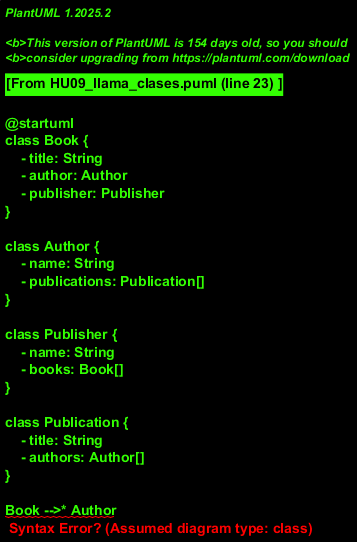 PlantUML 1.2025.2
<b>This version of PlantUML is 154 days old, so you should
<b>consider upgrading from https://plantuml.com/download
[From HU09_llama_clases.puml (line 23) ]
@startuml
class Book {
- title: String
- author: Author
- publisher: Publisher
}
class Author {
- name: String
- publications: Publication[]
}
class Publisher {
- name: String
- books: Book[]
}
class Publication {
- title: String
- authors: Author[]
}
Book -->* Author
Syntax Error? (Assumed diagram type: class)